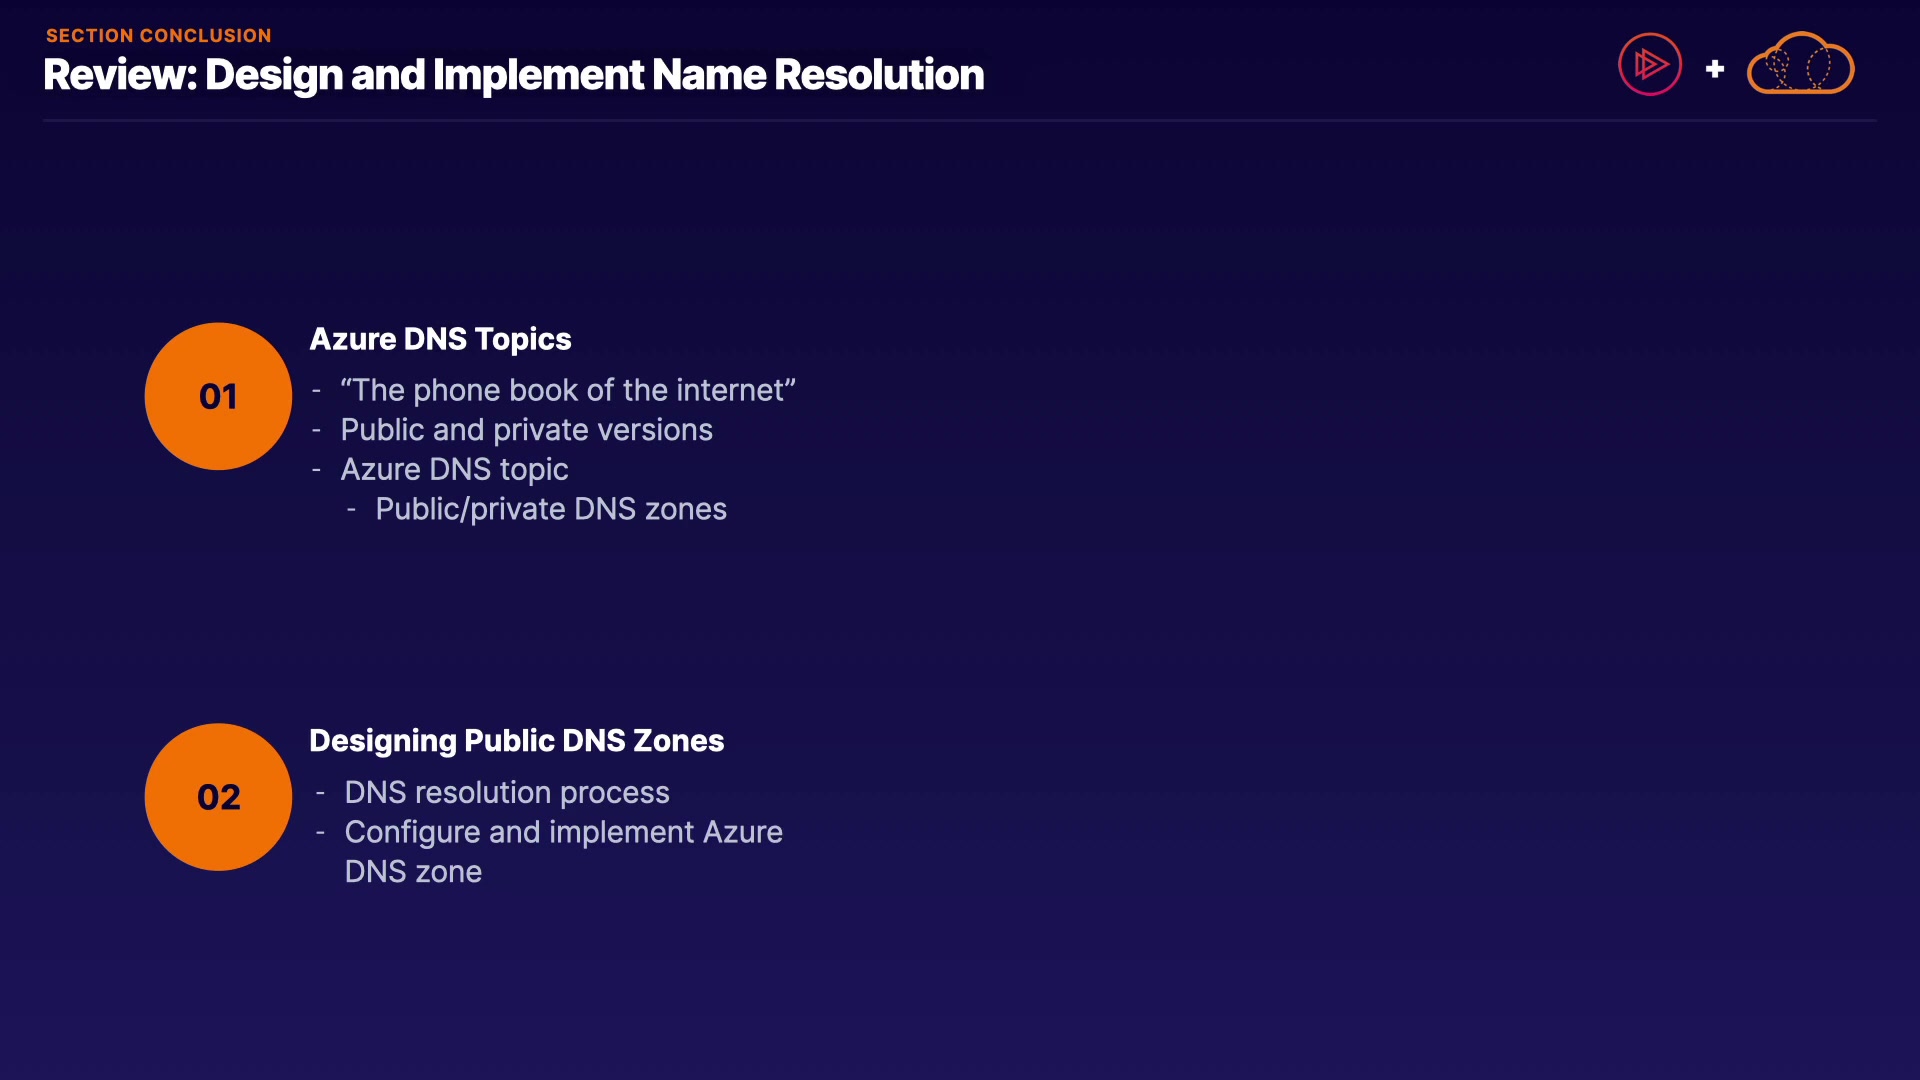 SECTION CONCLUSION
Review: Design and Implement Name Resolution
+
01
Azure DNS Topics
- “The phone book of the internet”
- Public and private versions
- Azure DNS topic
- Public/private DNS zones
02
Designing Public DNS Zones
- DNS resolution process
- Configure and implement Azure
DNS zone